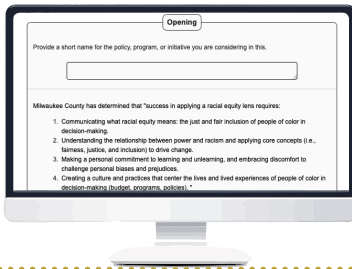 Opening
Provide a short name for the policy, program, or initiative you are considering in this.
Milwaukee County has determined that "success in applying a racial equity lens requires:
1. Communicating what racial equity means: the just and fair inclusion of people of color in
decision-making.
2. Understanding the relationship between power and racism and applying core concepts (i.e.,
fairness, justice, and inclusion) to drive change.
3. Making a personal commitment to learning and unlearning, and embracing discomfort to
challenge personal biases and prejudices.
4. Creating a culture and practices that center the lives and lived experiences of people of color in
decision-making (budget, programs, policies). "